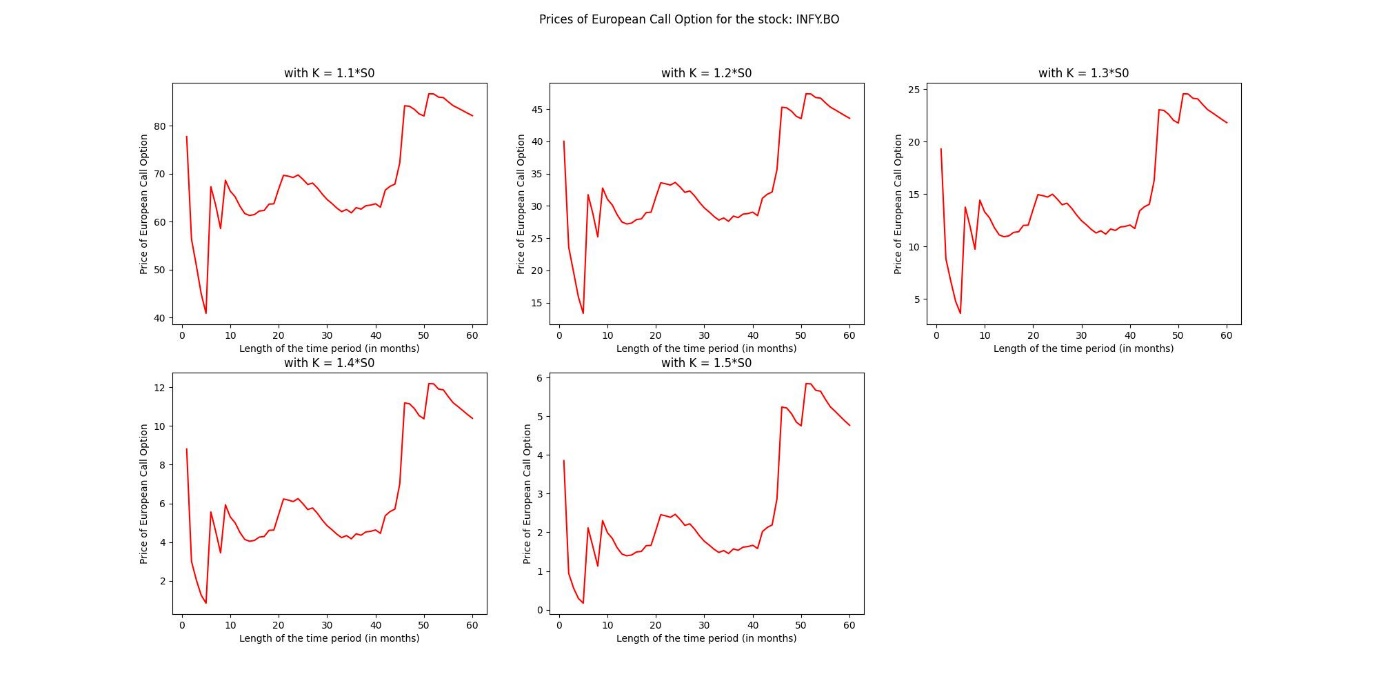 Prices of European Call Option for the stock: INFY.BO
with K = 1.1*S0
Price of European Call Option
80
70
60
50
40
0 10 20 30 40 50 60
Length of the time period (in months)
with K = 1.2*S0
Price of European Call Option
45
40
35
30
25
20
15
0 10 20 30 40 50 60
Length of the time period (in months)
with K = 1.3*S0
Price of European Call Option
25
20
15
10
5
0 10 20 30 40 50 60
Length of the time period (in months)
with K = 1.4*S0
Price of European Call Option
12
10
8
6
4
2
0 10 20 30 40 50 60
Length of the time period (in months)
with K = 1.5*S0
Price of European Call Option
6
5
4
3
2
1
0
0 10 20 30 40 50 60
Length of the time period (in months)